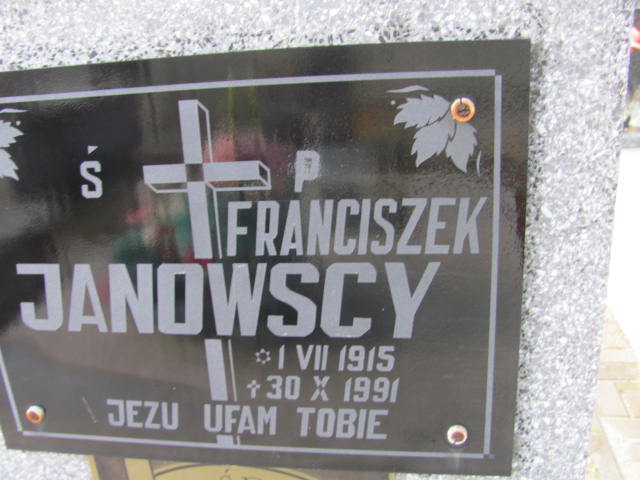 Ś P
FRANCISZEK
JANOWSCY
1 VII 1915
30 X 1991
JEZU UFAM TOBIE